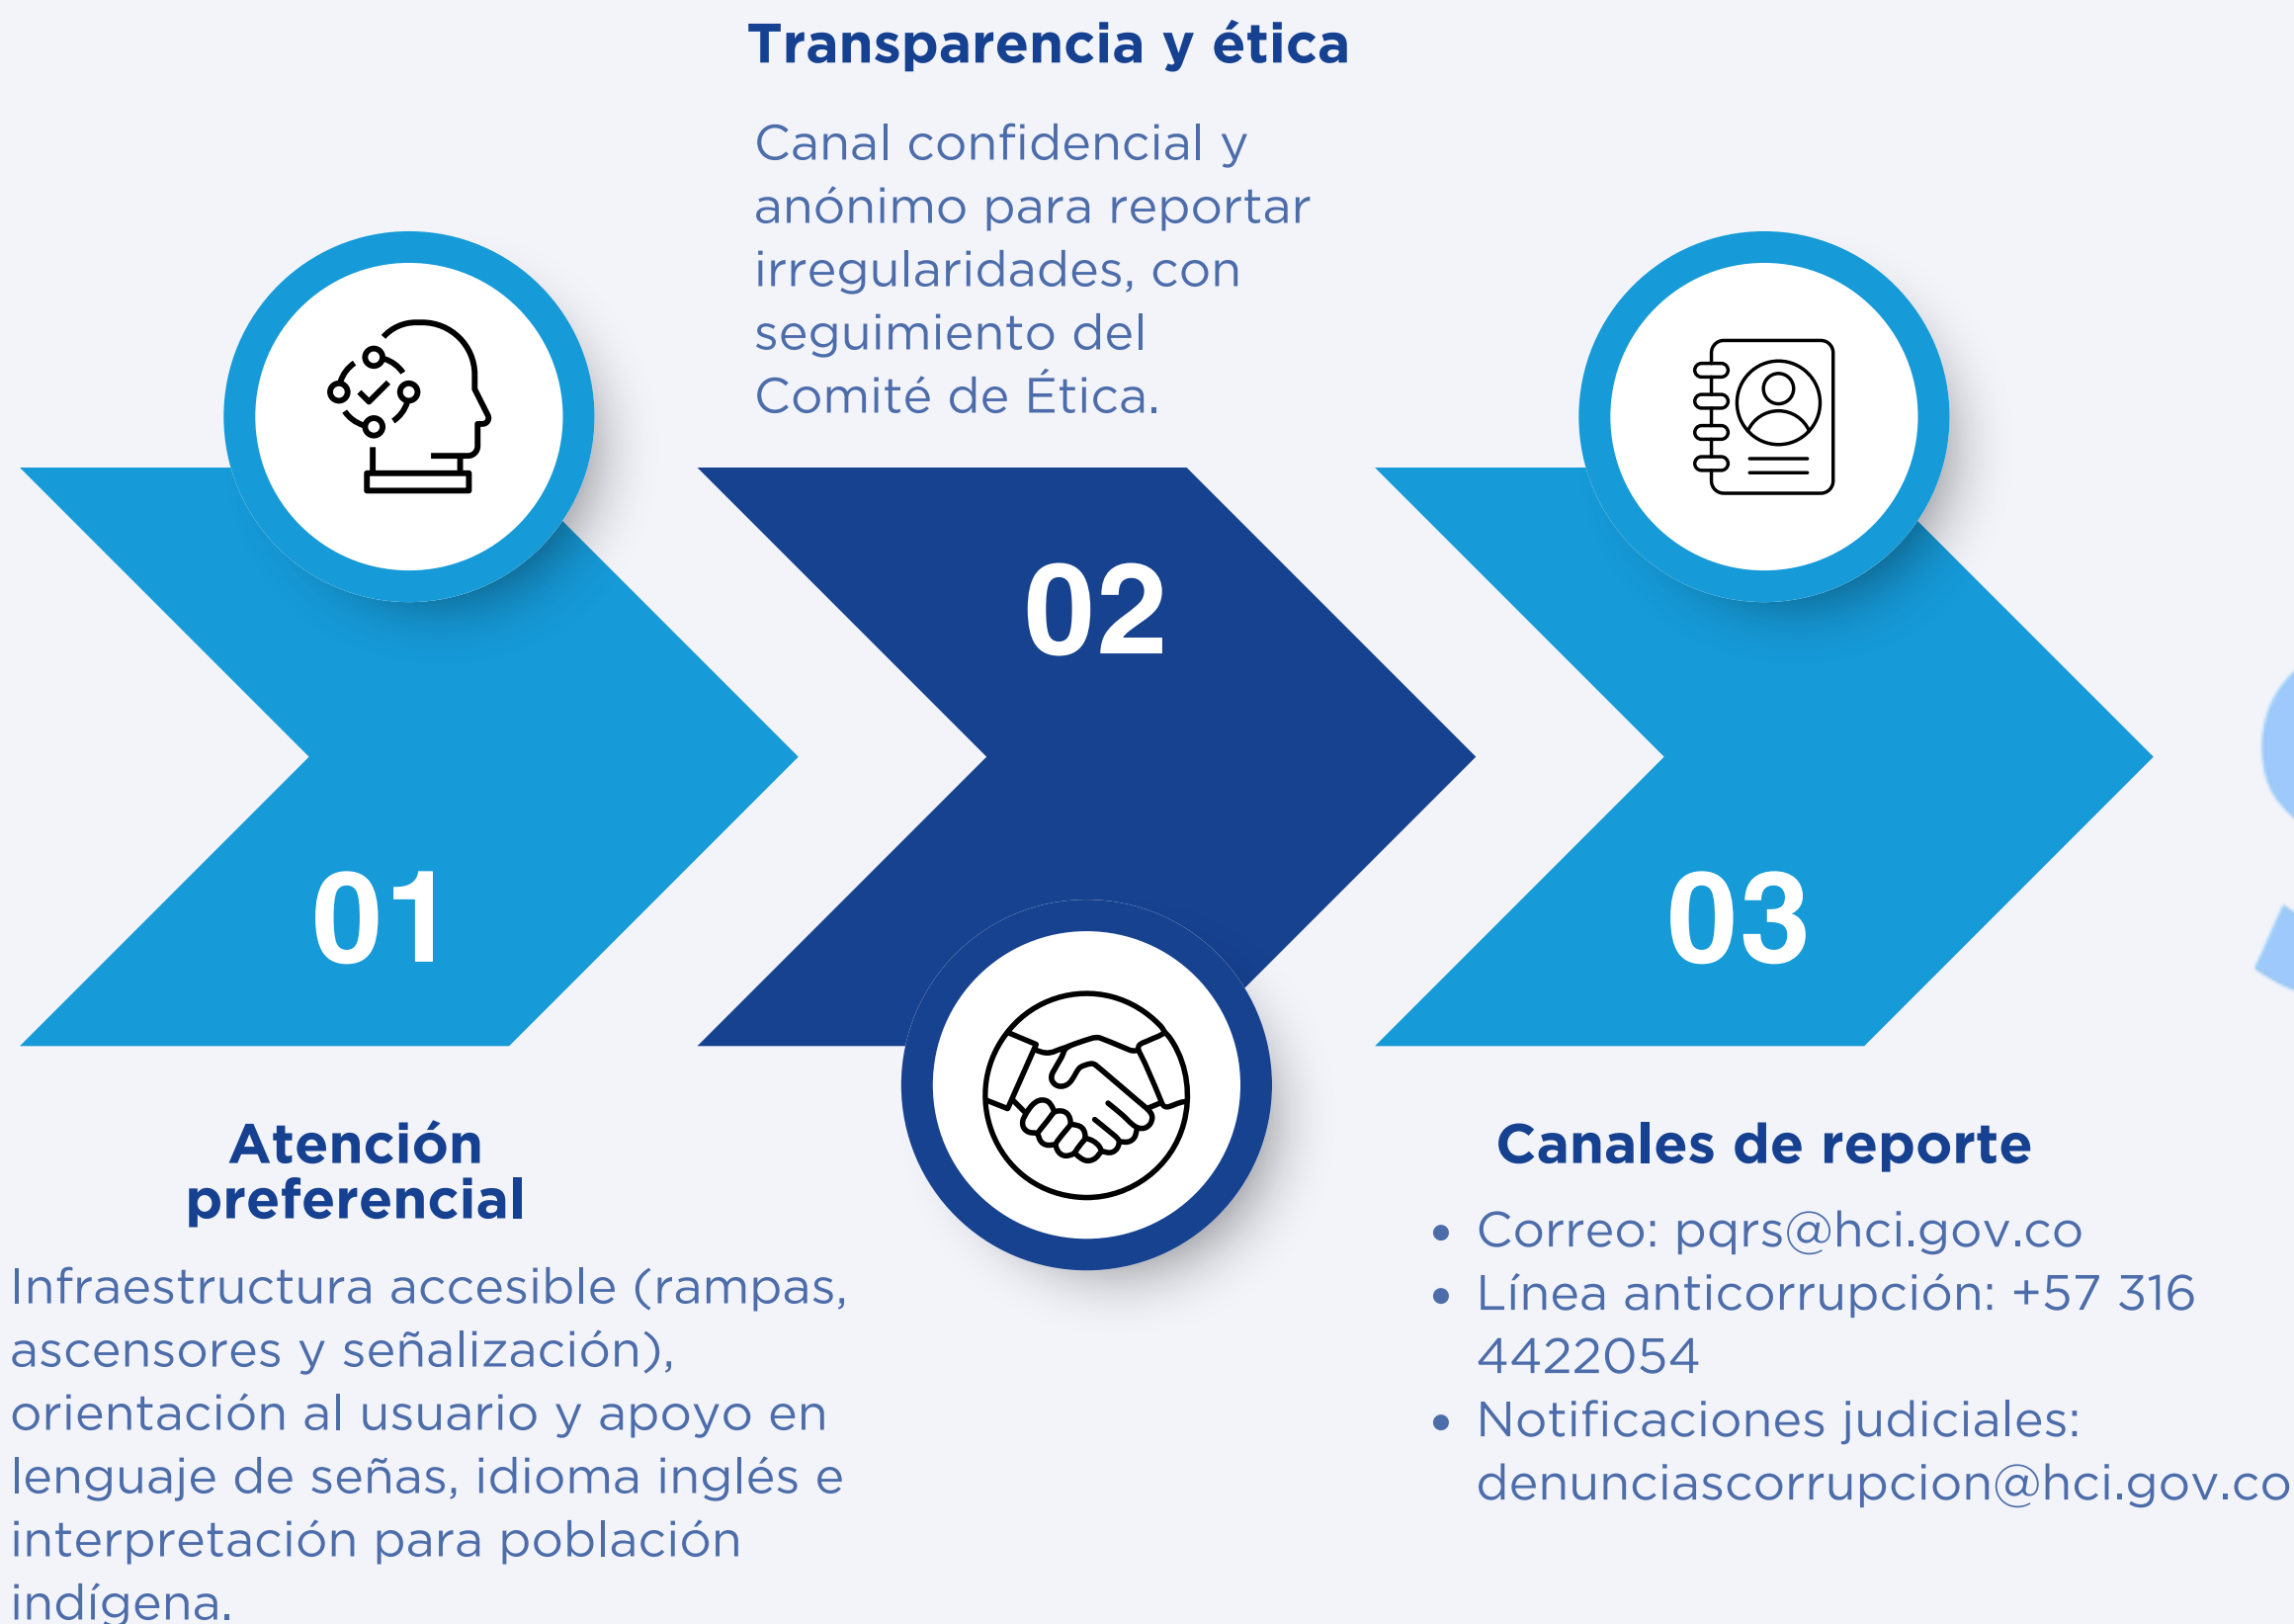 Transparencia y ética
Canal confidencial y
anónimo para reportar
irregularidades, con
seguimiento del
Comité de Ética.
01
02
03
Atención
preferencial
Infraestructura accesible (rampas,
ascensores y señalización),
orientación al usuario y apoyo en
lenguaje de señas, idioma inglés e
interpretación para población
indígena.
Canales de reporte
• Correo: pqrs@hci.gov.co
• Línea anticorrupción: +57 316
4422054
• Notificaciones judiciales:
denunciascorrupcion@hci.gov.co